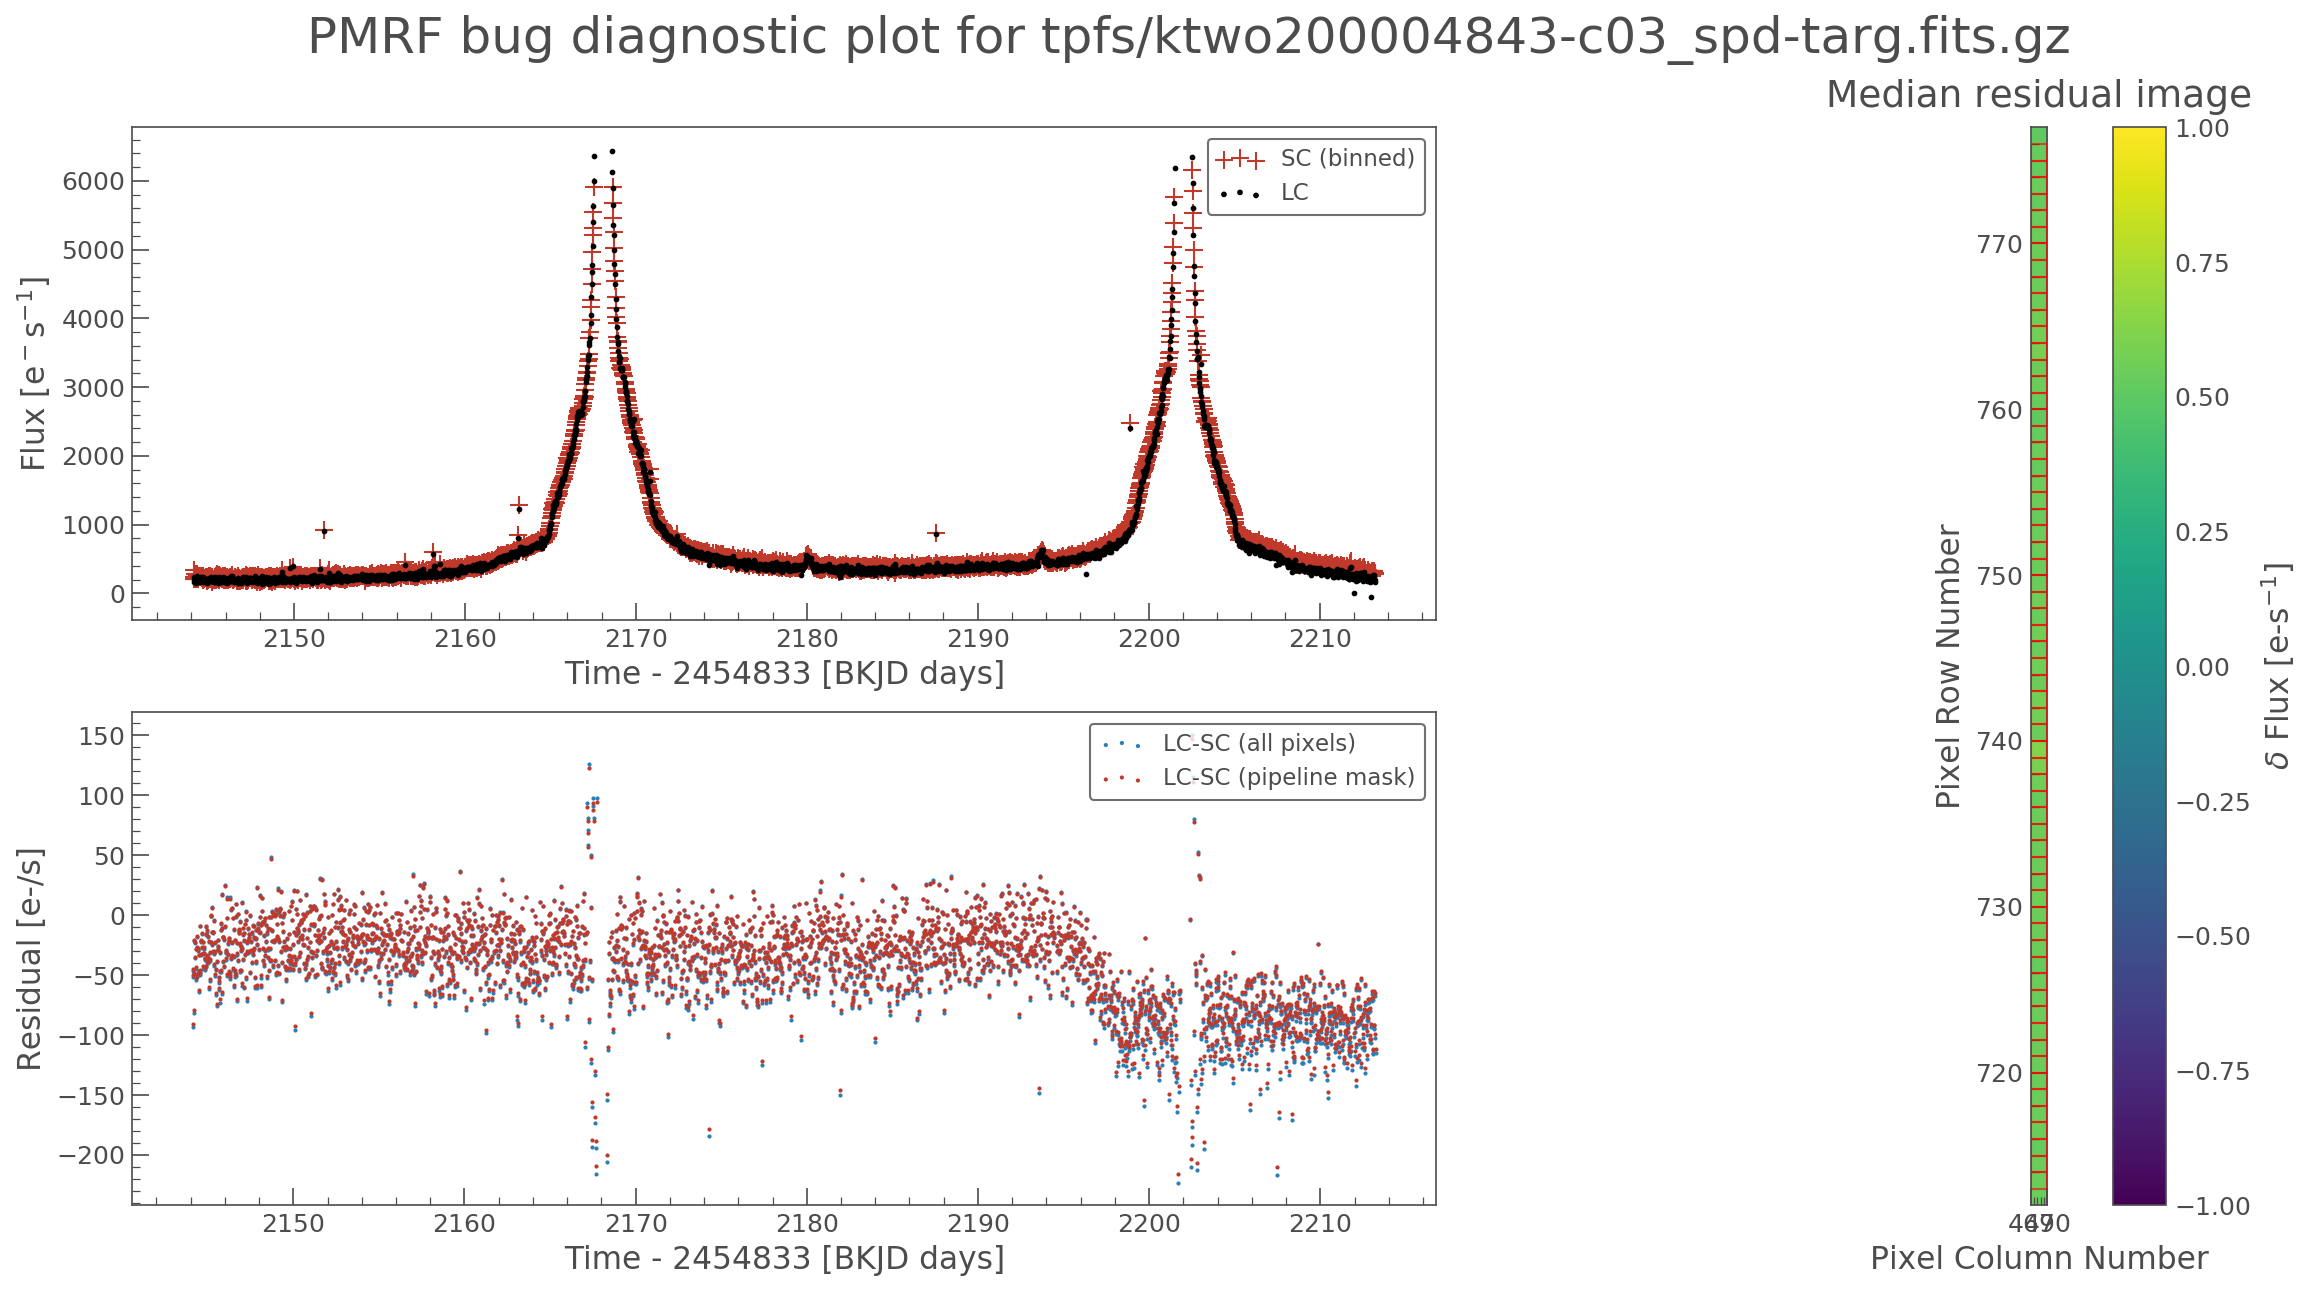 PMRF bug diagnostic plot for tpfs/ktwo200004843-c03_spd-targ.fits.gz
Flux [e⁻ s⁻¹]
6000
5000
4000
3000
2000
1000
0
SC (binned)
LC
2150 2160 2170 2180 2190 2200 2210
Time - 2454833 [BKJD days]
Residual [e-/s]
150
100
50
0
−50
−100
−150
−200
LC-SC (all pixels)
LC-SC (pipeline mask)
2150 2160 2170 2180 2190 2200 2210
Time - 2454833 [BKJD days]
Median residual image
Pixel Row Number
770
760
750
740
730
720
469 470
Pixel Column Number
1.00
0.75
0.50
0.25
0.00
−0.25
−0.50
−0.75
−1.00
δ Flux [e-s⁻¹]